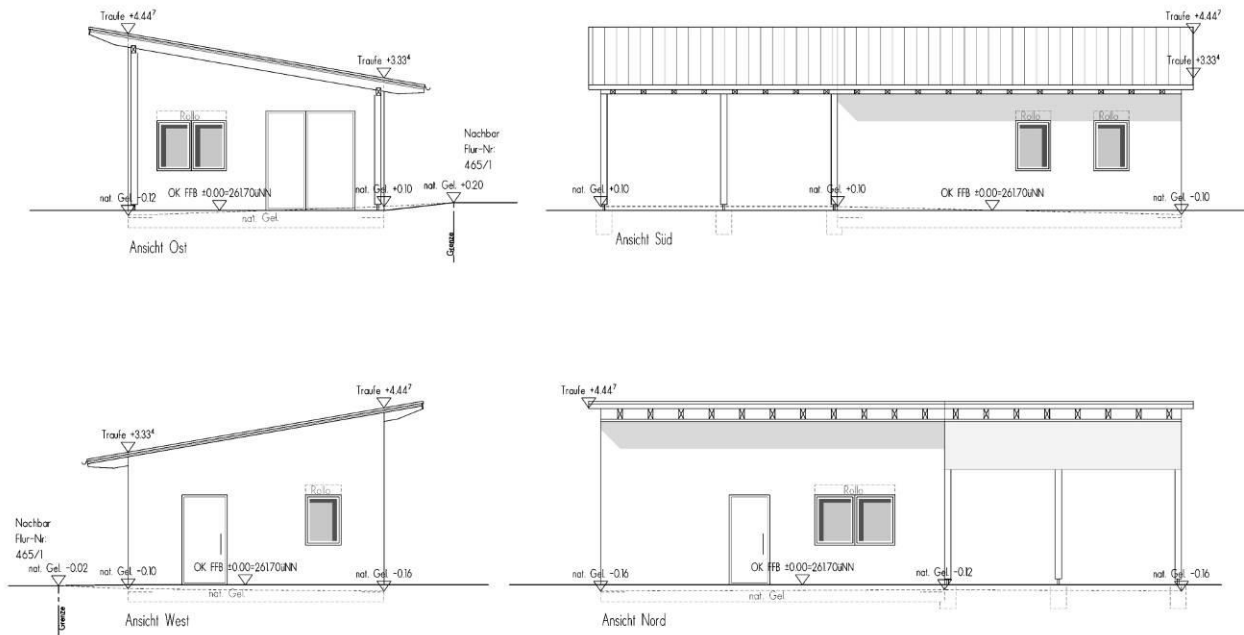 Traufe +4.44⁷
Traufe +3.33⁴
Rollo
Nachbar
Flur-Nr:
465/1
nat. Gel. -0.12
OK FFB ±0.00=261.70üNN
nat. Gel. +0.10
nat. Gel. +0.20
nat. Gel.
Grenze
Ansicht Ost
Traufe +4.44⁷
Traufe +3.33⁴
Rollo
Rollo
nat. Gel. +0.10
nat. Gel. +0.10
OK FFB ±0.00=261.70üNN
nat. Gel. -0.10
Ansicht Süd
Traufe +4.44⁷
Traufe +3.33⁴
Rollo
Nachbar
Flur-Nr:
465/1
nat. Gel. -0.02
nat. Gel. -0.10
OK FFB ±0.00=261.70üNN
nat. Gel. -0.16
nat. Gel.
Grenze
Ansicht West
Traufe +4.44⁷
Rollo
nat. Gel. -0.16
OK FFB ±0.00=261.70üNN
nat. Gel. -0.12
nat. Gel. -0.16
nat. Gel.
Ansicht Nord